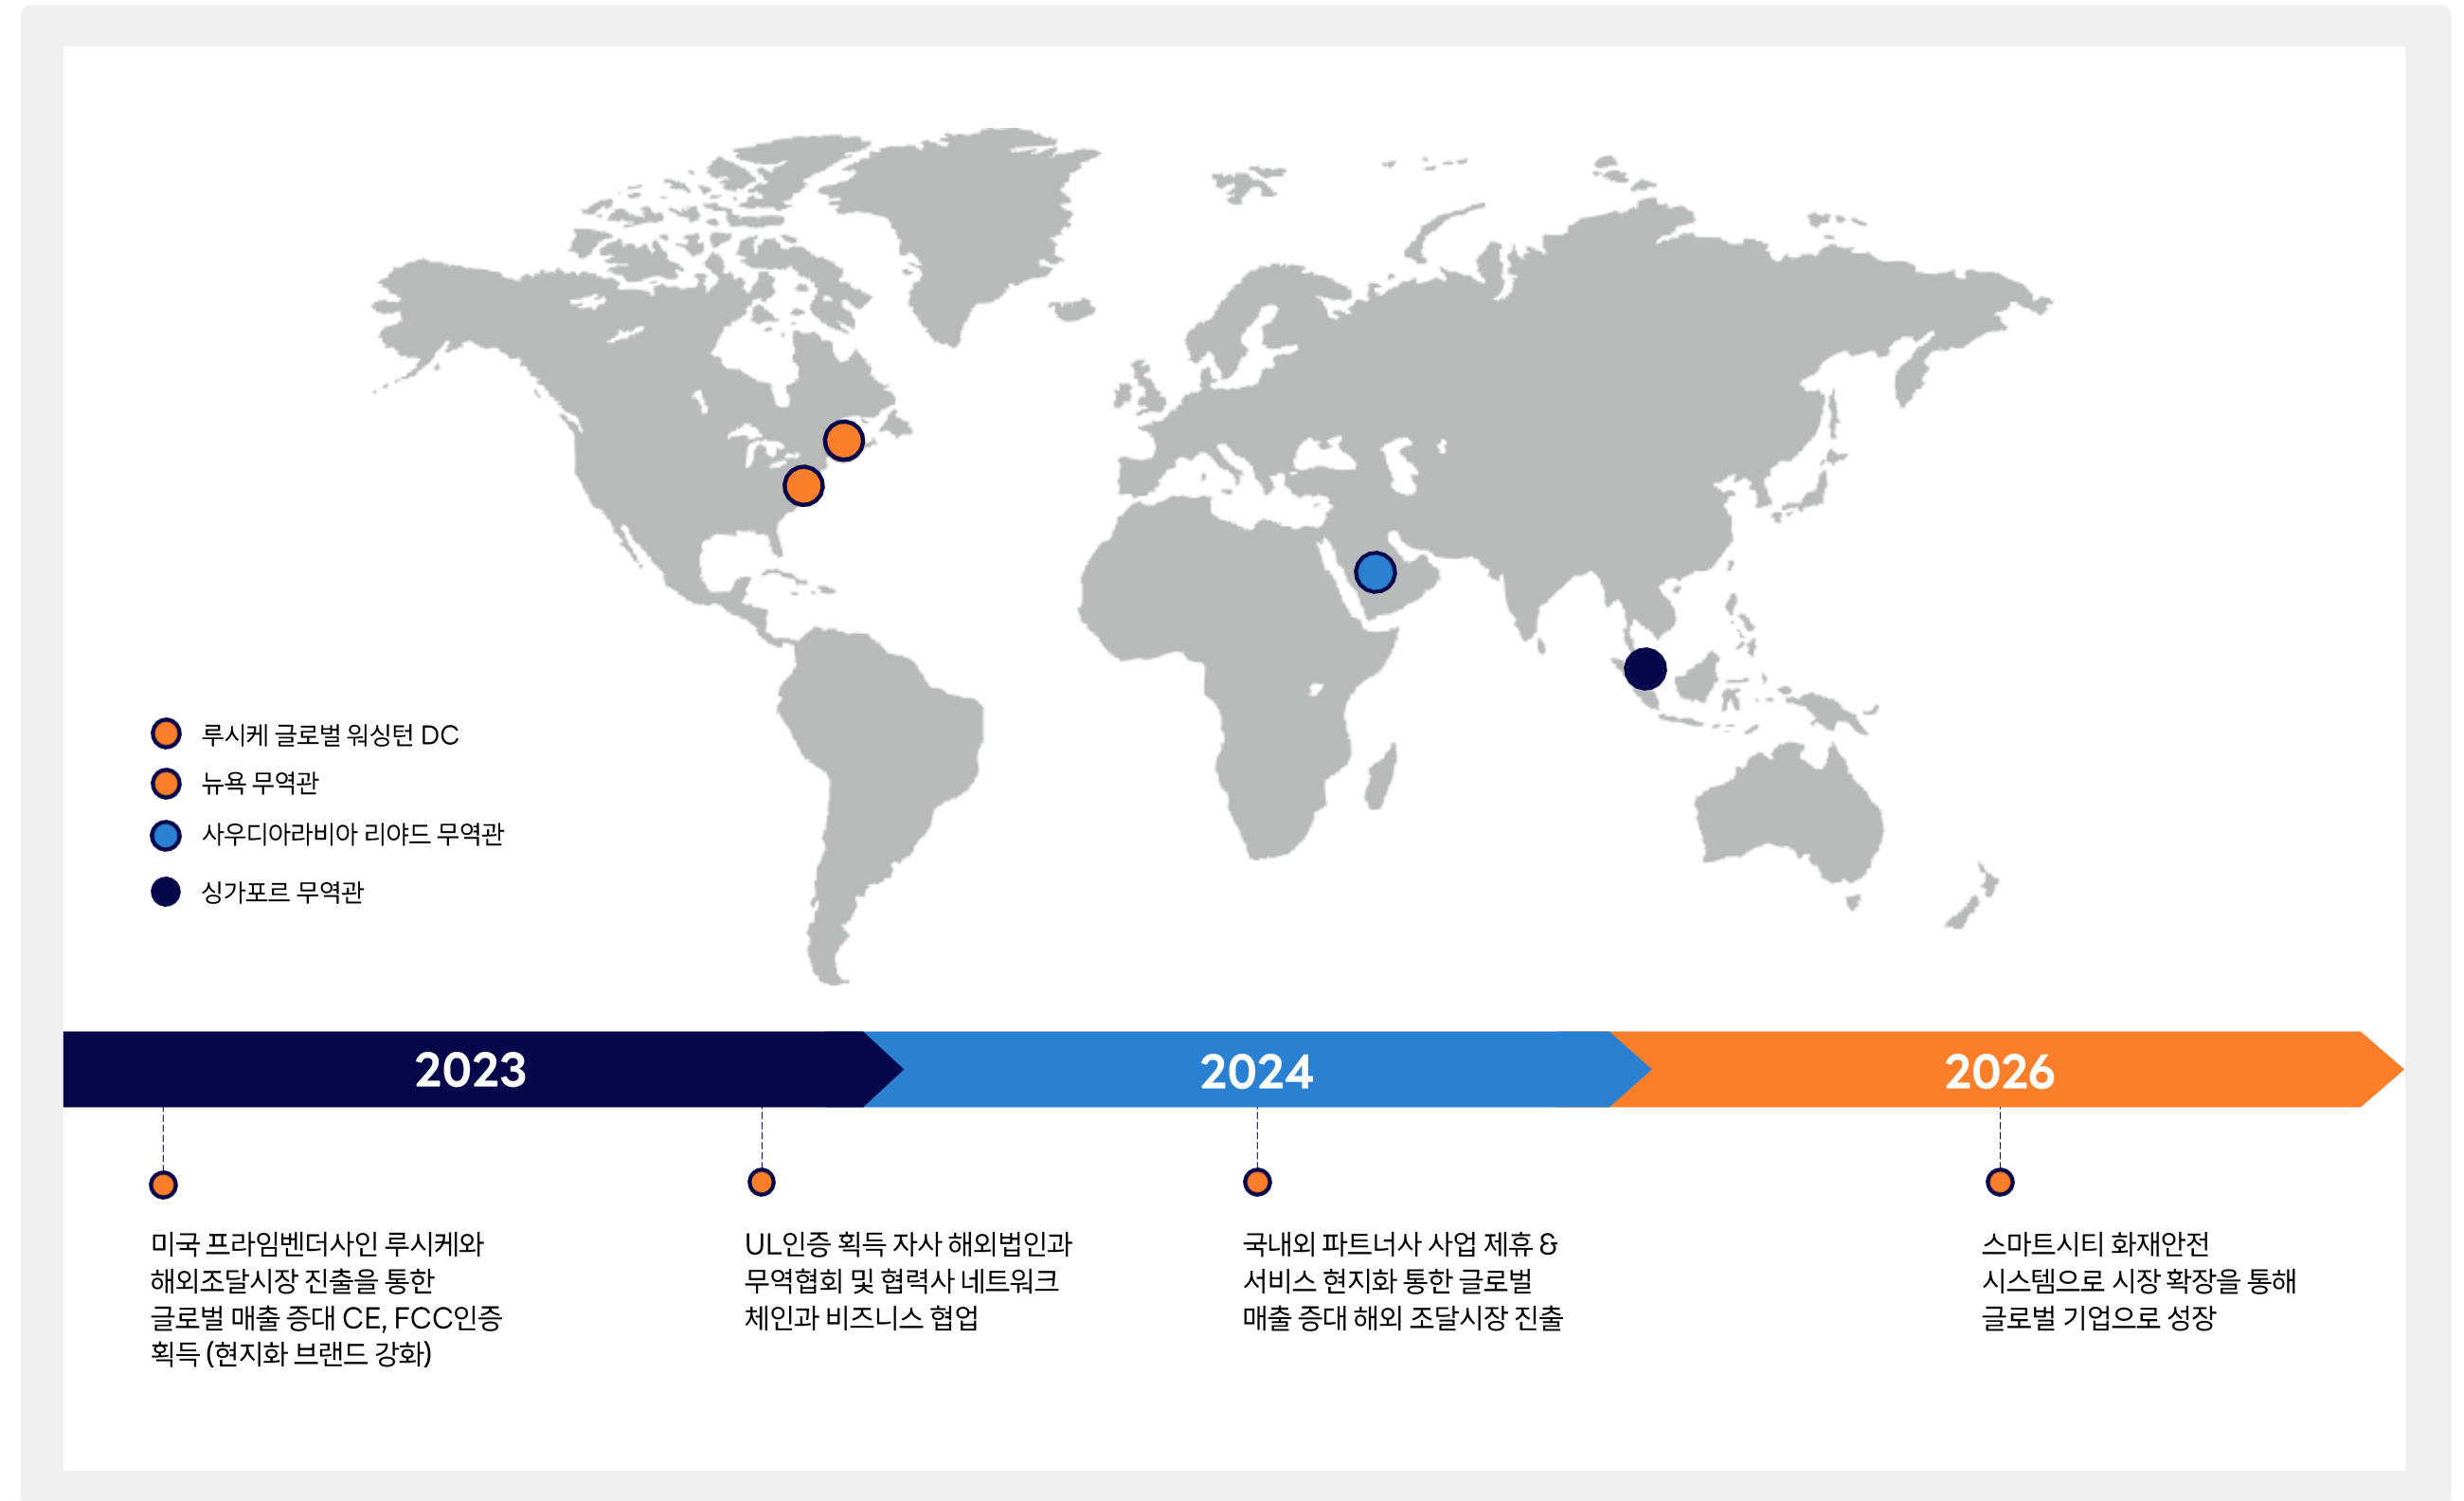 루시케 글로벌 워싱턴 DC
뉴욕 무역관
사우디아라비아 리야드 무역관
싱가포르 무역관
2023
2024
2026
미국 프라임벤더사인 루시케와
해외조달시장 진출을 통한
글로벌 매출 증대 CE, FCC인증
획득 (현지화 브랜드 강화)
UL인증 획득 자사 해외법인과
무역협회 및 협력사 네트워크
체인과 비즈니스 협업
국내외 파트너사 사업 제휴 &
서비스 현지화 통한 글로벌
매출 증대 해외 조달시장 진출
스마트시티 화재안전
시스템으로 시장 확장을 통해
글로벌 기업으로 성장